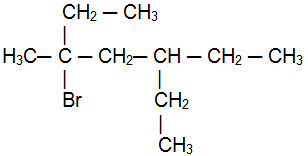 CH₂ – CH₃
H₃C – C – CH₂ – CH – CH₂ – CH₃
Br CH₂
CH₃